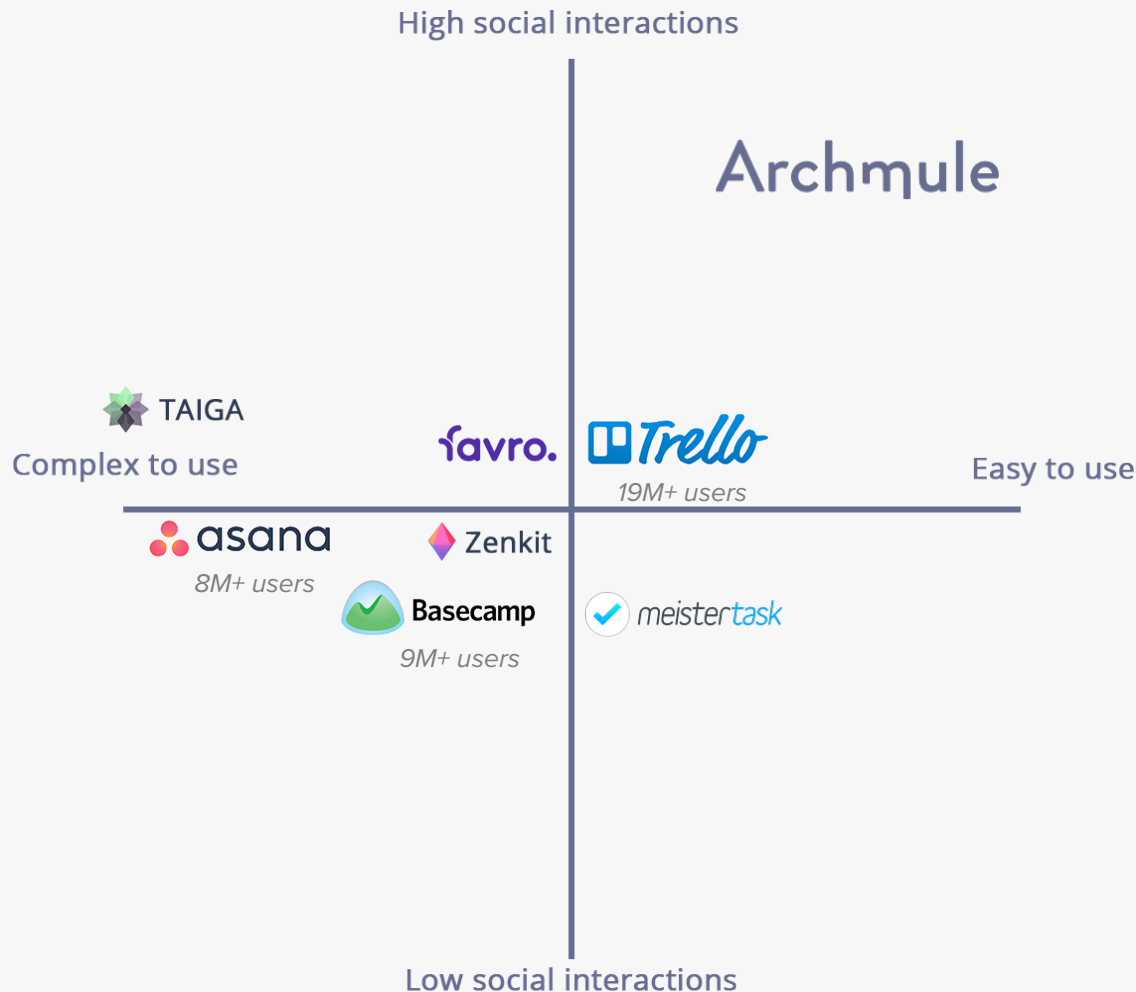 High social interactions
Archmule
TAIGA
favro.
Trello
Complex to use
Easy to use
19M+ users
asana
Zenkit
8M+ users
Basecamp
meistertask
9M+ users
Low social interactions